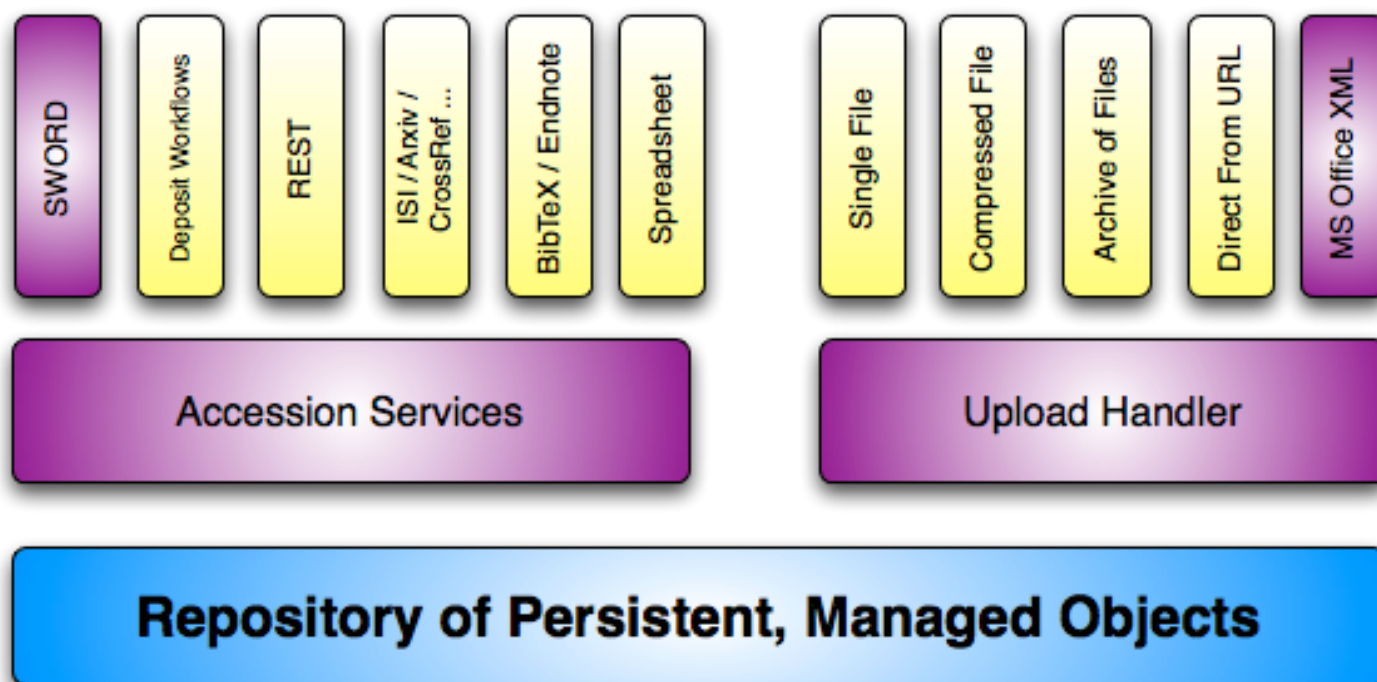 SWORD
Deposit Workflows
REST
ISI / Arxiv /
CrossRef ...
BibTeX / Endnote
Spreadsheet
Single File
Compressed File
Archive of Files
Direct From URL
MS Office XML
Accession Services
Upload Handler
Repository of Persistent, Managed Objects